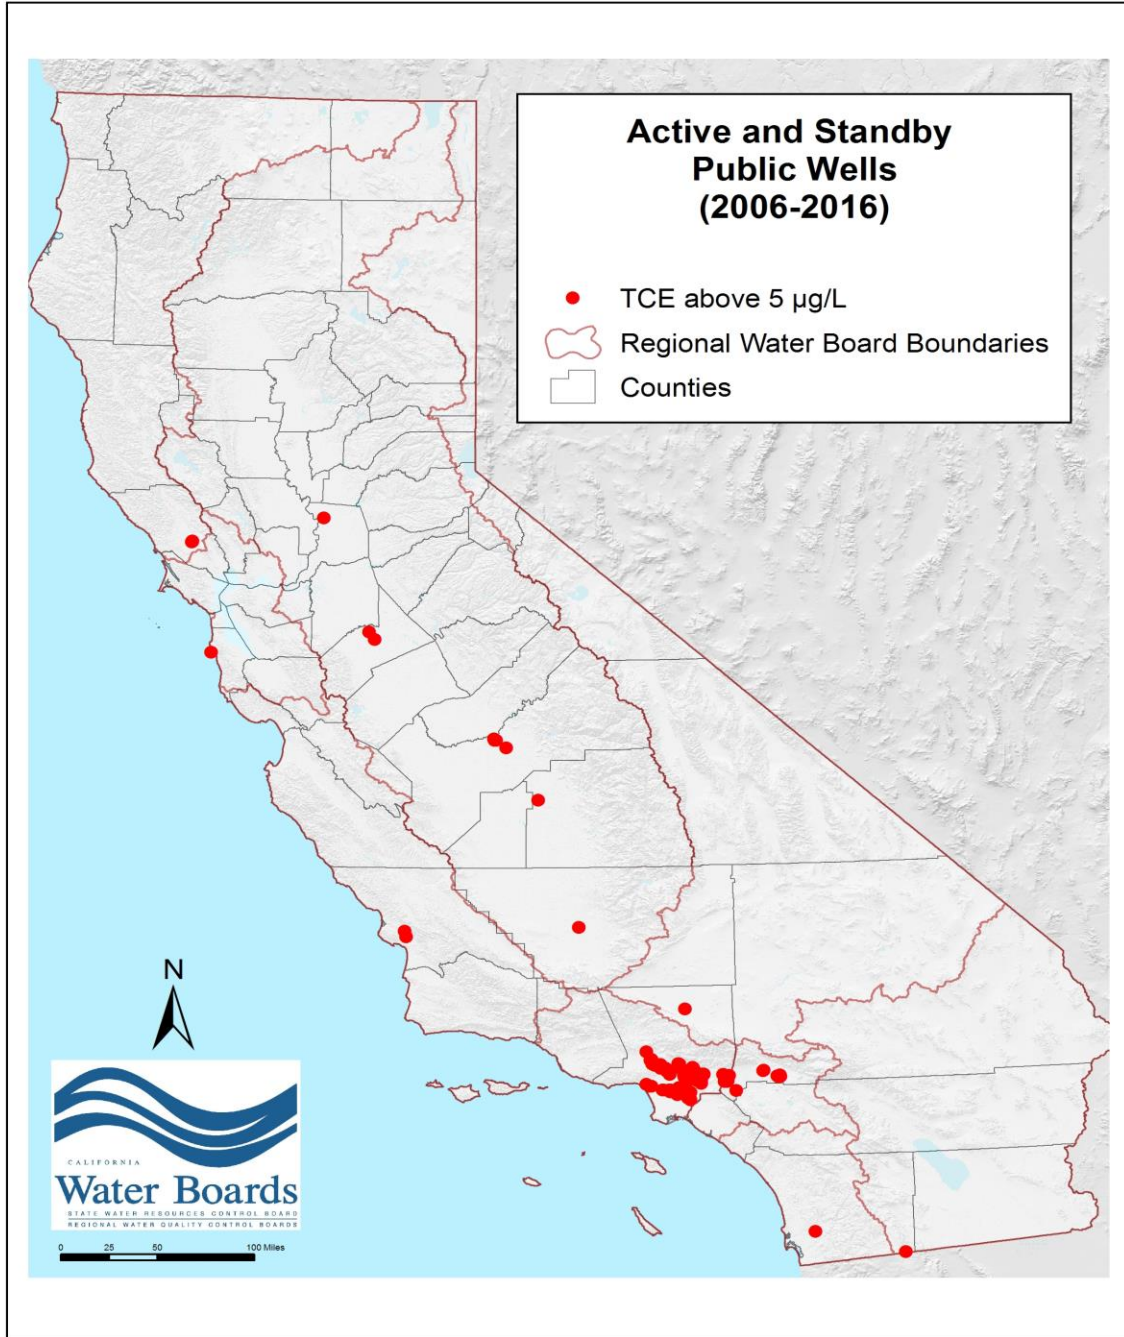 Active and Standby
Public Wells
(2006-2016)
TCE above 5 µg/L
Regional Water Board Boundaries
Counties
N
CALIFORNIA
Water Boards
STATE WATER RESOURCES CONTROL BOARD
REGIONAL WATER QUALITY CONTROL BOARDS
0 25 50 100 Miles